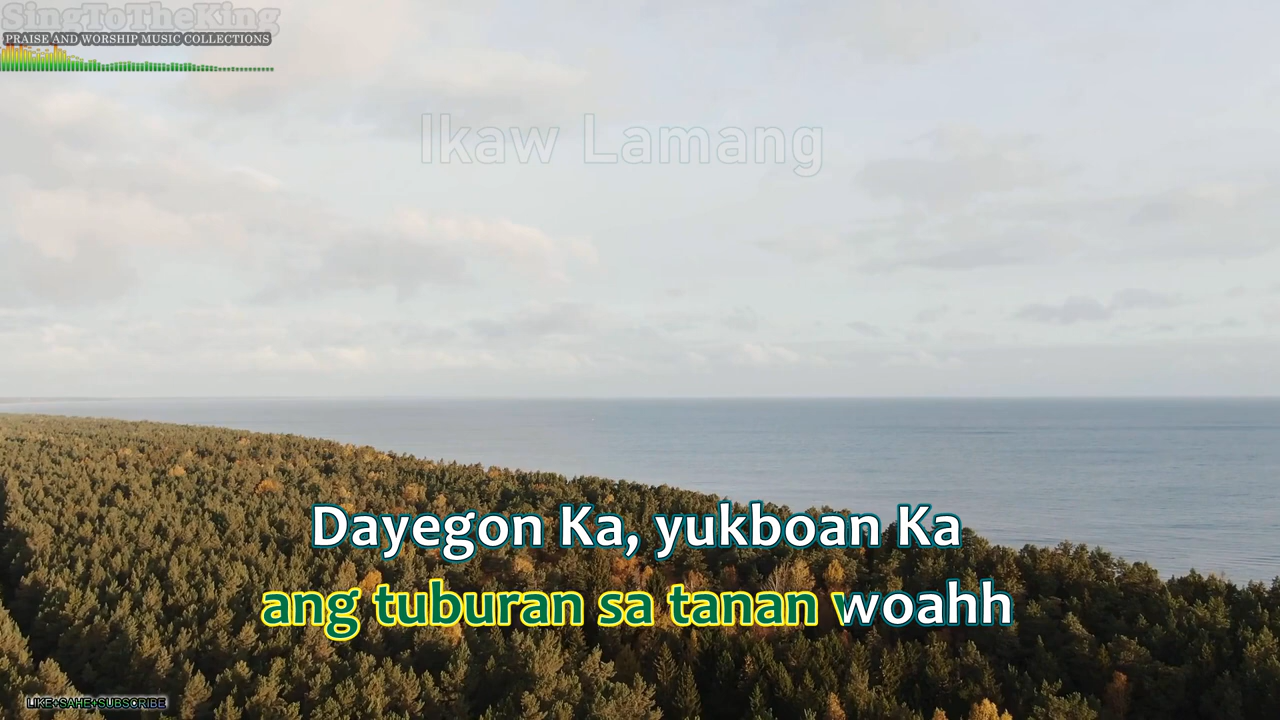 SingToTheKing
PRAISE AND WORSHIP MUSIC COLLECTIONS
Ikaw Lamang
Dayegon Ka, yukboan Ka
ang tuburan sa tanan woahh
LIKE+SAHE+SUBSCRIBE